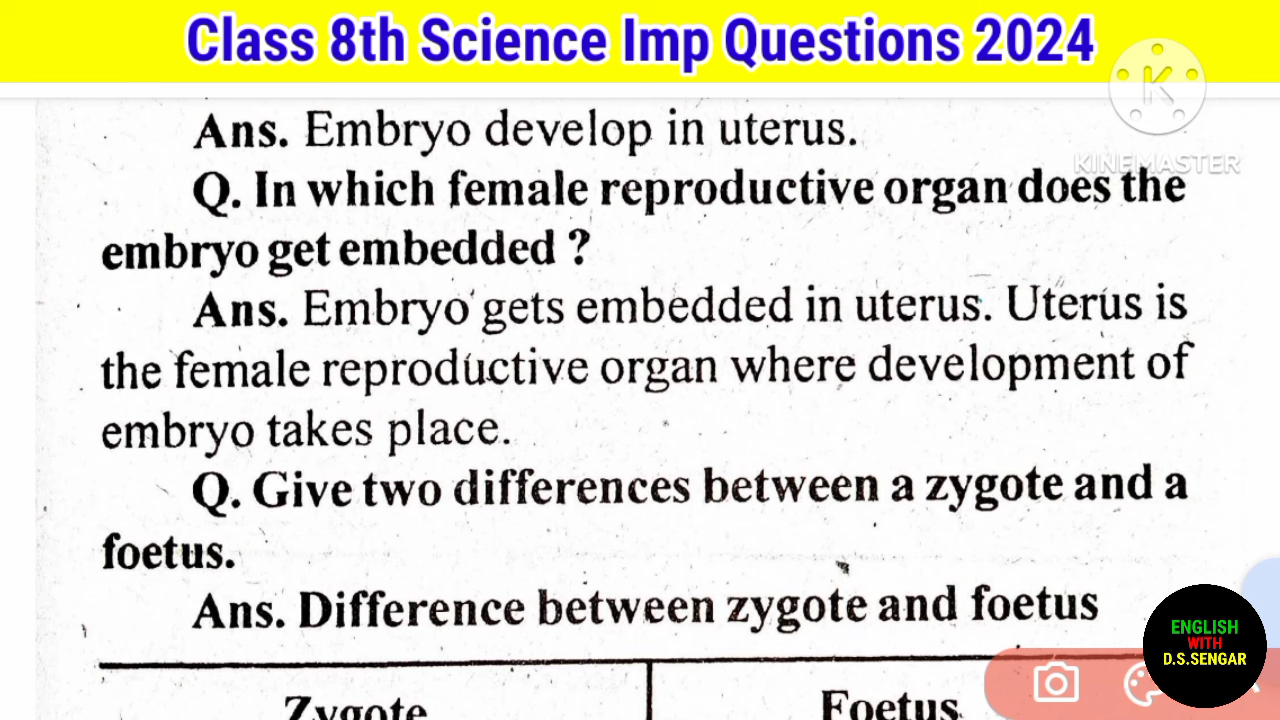 Class 8th Science Imp Questions 2024
KINEMASTER
Ans. Embryo develop in uterus.
Q. In which female reproductive organ does the
embryo get embedded ?
Ans. Embryo gets embedded in uterus. Uterus is
the female reproductive organ where development of
embryo takes place.
Q. Give two differences between a zygote and a
foetus.
Ans. Difference between zygote and foetus
Zygote
Foetus
ENGLISH
WITH
D.S.SENGAR